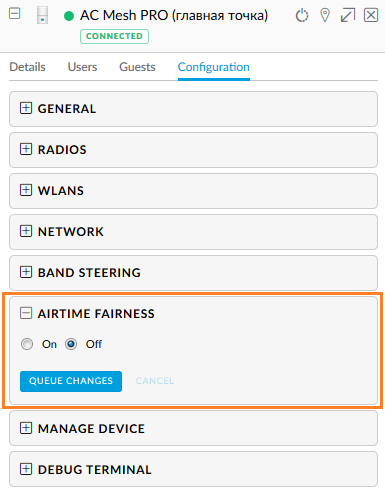 AC Mesh PRO (главная точка)
CONNECTED
Details Users Guests Configuration
GENERAL
RADIOS
WLANS
NETWORK
BAND STEERING
AIRTIME FAIRNESS
On Off
QUEUE CHANGES CANCEL
MANAGE DEVICE
DEBUG TERMINAL